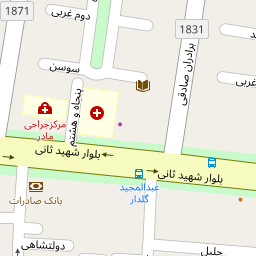 1871
دوم غربی
1831
برادران صادقی
سوسن
غربی
پنجاه و هشتم
مرکزجراحی
مادر
بلوار شهید ثانی
بلوار شهید ثانی
عبدالمجید
گلدار
بانک صادرات
دولتشاهی
جلیل